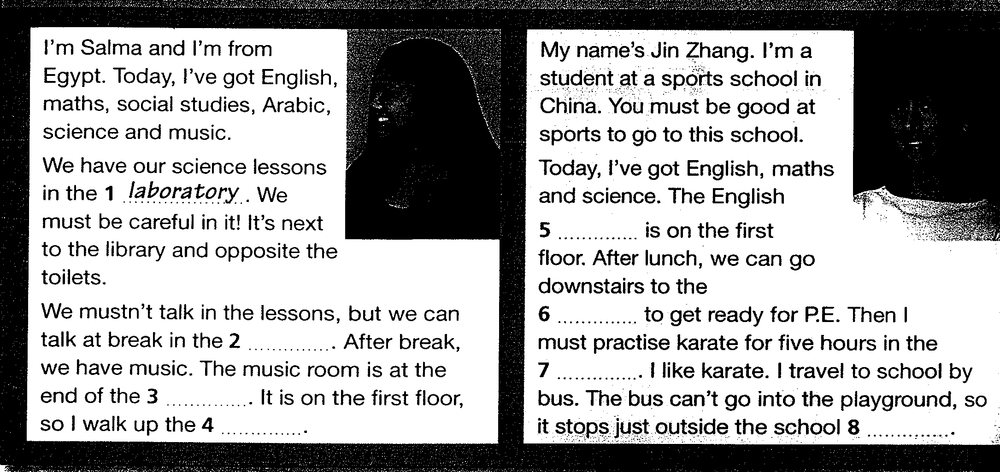 I'm Salma and I'm from
Egypt. Today, I've got English,
maths, social studies, Arabic,
science and music.
We have our science lessons
in the 1 laboratory. We
must be careful in it! It's next
to the library and opposite the
toilets.
We mustn't talk in the lessons, but we can
talk at break in the 2 .............. . After break,
we have music. The music room is at the
end of the 3 .............. . It is on the first floor,
so I walk up the 4 .............. .
My name's Jin Zhang. I'm a
student at a sports school in
China. You must be good at
sports to go to this school.
Today, I've got English, maths
and science. The English
5 .............. is on the first
floor. After lunch, we can go
downstairs to the
6 .............. to get ready for P.E. Then I
must practise karate for five hours in the
7 .............. . I like karate. I travel to school by
bus. The bus can't go into the playground, so
it stops just outside the school 8 .............. .